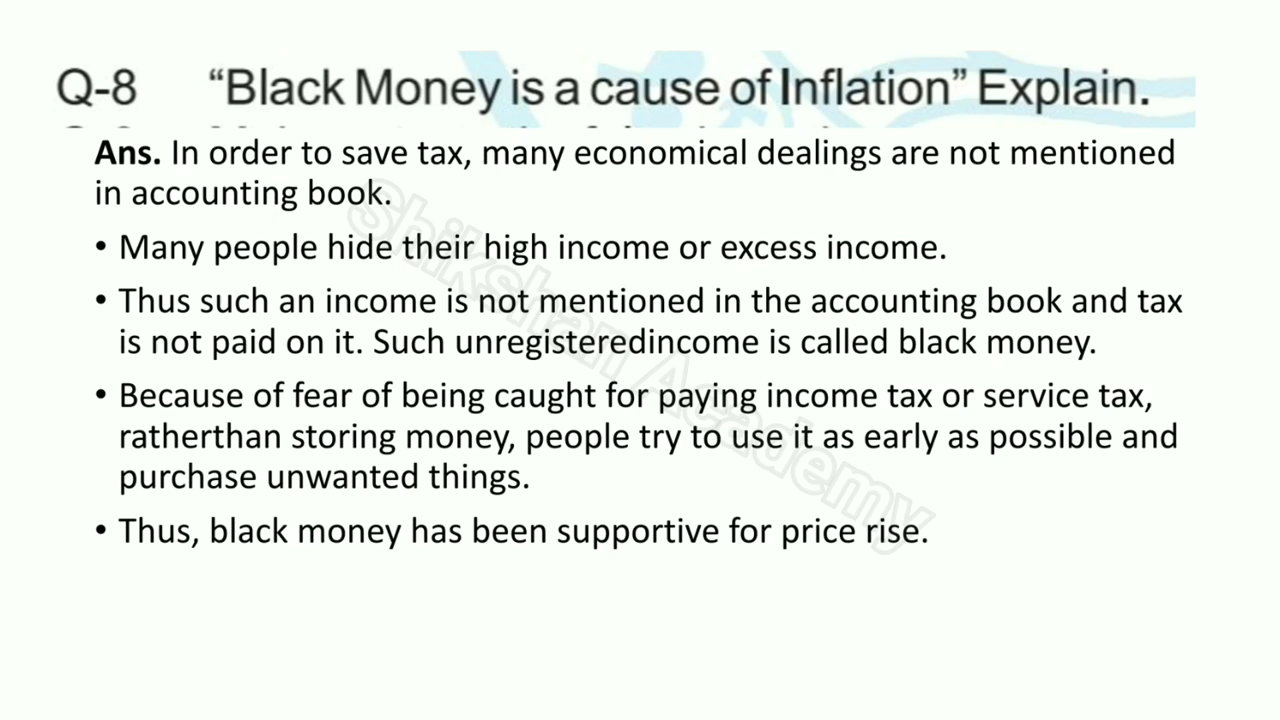 Q-8 “Black Money is a cause of Inflation” Explain.
Ans. In order to save tax, many economical dealings are not mentioned
in accounting book.
• Many people hide their high income or excess income.
• Thus such an income is not mentioned in the accounting book and tax
is not paid on it. Such unregisteredincome is called black money.
• Because of fear of being caught for paying income tax or service tax,
ratherthan storing money, people try to use it as early as possible and
purchase unwanted things.
• Thus, black money has been supportive for price rise.
Shikshan Academy